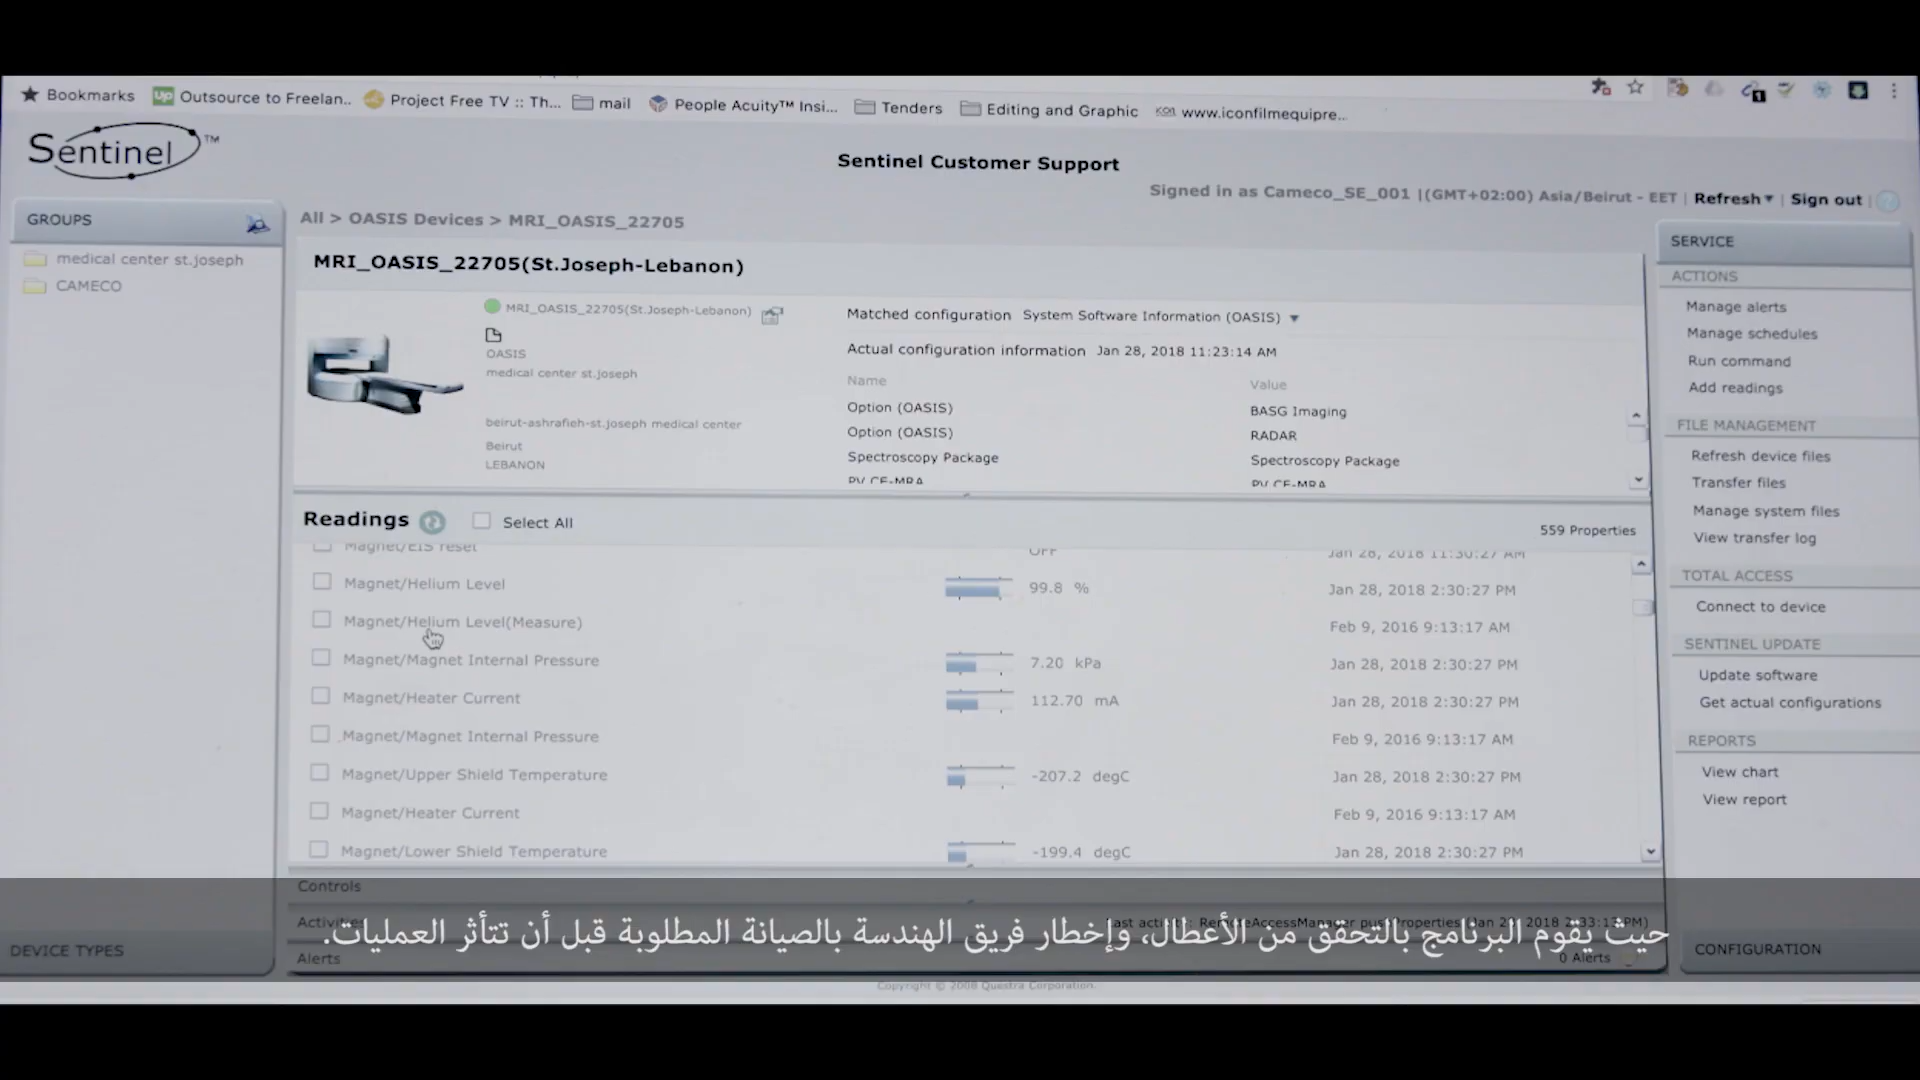 Bookmarks
Outsource to Freelan..
Project Free TV :: Th...
mail
People Acuity™ Insi...
Tenders
Editing and Graphic
www.iconfilmequipre...
Sentinel™
Sentinel Customer Support
Signed in as Cameco_SE_001 |(GMT+02:00) Asia/Beirut - EET | Refresh | Sign out |
GROUPS
medical center st.joseph
CAMECO
DEVICE TYPES
All > OASIS Devices > MRI_OASIS_22705
MRI_OASIS_22705(St.Joseph-Lebanon)
MRI_OASIS_22705(St.Joseph-Lebanon)
OASIS
medical center st.joseph
beirut-ashrafieh-st.joseph medical center
Beirut
LEBANON
Matched configuration System Software Information (OASIS)
Actual configuration information Jan 28, 2018 11:23:14 AM
Name Value
Option (OASIS) BASG Imaging
Option (OASIS) RADAR
Spectroscopy Package Spectroscopy Package
PV CE-MRA PV CE-MRA
Readings Select All 559 Properties
Magnet/EIS reset OFF Jan 28, 2018 11:30:27 AM
Magnet/Helium Level 99.8 % Jan 28, 2018 2:30:27 PM
Magnet/Helium Level(Measure) Feb 9, 2016 9:13:17 AM
Magnet/Magnet Internal Pressure 7.20 kPa Jan 28, 2018 2:30:27 PM
Magnet/Heater Current 112.70 mA Jan 28, 2018 2:30:27 PM
Magnet/Magnet Internal Pressure Feb 9, 2016 9:13:17 AM
Magnet/Upper Shield Temperature -207.2 degC Jan 28, 2018 2:30:27 PM
Magnet/Heater Current Feb 9, 2016 9:13:17 AM
Magnet/Lower Shield Temperature -199.4 degC Jan 28, 2018 2:30:27 PM
Controls
Activities Last activity: RemoteAccessManager pushProperties (Jan 28, 2018 2:33:13 PM)
Alerts 0 Alerts
SERVICE
ACTIONS
Manage alerts
Manage schedules
Run command
Add readings
FILE MANAGEMENT
Refresh device files
Transfer files
Manage system files
View transfer log
TOTAL ACCESS
Connect to device
SENTINEL UPDATE
Update software
Get actual configurations
REPORTS
View chart
View report
CONFIGURATION
حيث يقوم البرنامج بالتحقق من الأعطال، وإخطار فريق الهندسة بالصيانة المطلوبة قبل أن تتأثر العمليات.
Copyright © 2008 Questra Corporation.